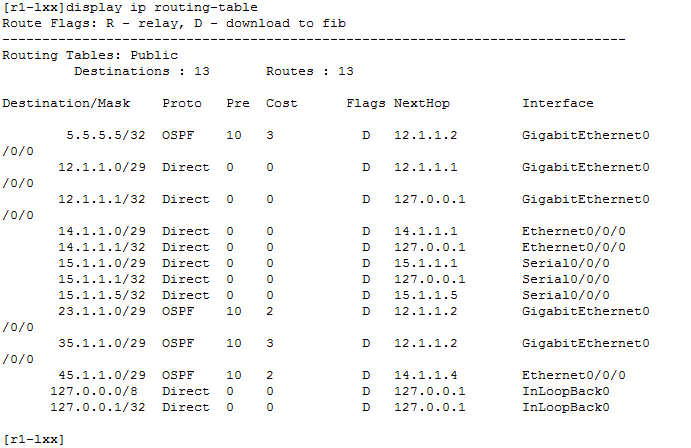 [r1-lxx]display ip routing-table
Route Flags: R - relay, D - download to fib
------------------------------------------------------------------------------
Routing Tables: Public
         Destinations : 13       Routes : 13
Destination/Mask    Proto   Pre  Cost      Flags NextHop         Interface
        5.5.5.5/32  OSPF    10   3           D   12.1.1.2        GigabitEthernet0
/0/0
       12.1.1.0/29  Direct  0    0           D   12.1.1.1        GigabitEthernet0
/0/0
       12.1.1.1/32  Direct  0    0           D   127.0.0.1       GigabitEthernet0
/0/0
       14.1.1.0/29  Direct  0    0           D   14.1.1.1        Ethernet0/0/0
       14.1.1.1/32  Direct  0    0           D   127.0.0.1       Ethernet0/0/0
       15.1.1.0/29  Direct  0    0           D   15.1.1.1        Serial0/0/0
       15.1.1.1/32  Direct  0    0           D   127.0.0.1       Serial0/0/0
       15.1.1.5/32  Direct  0    0           D   15.1.1.5        Serial0/0/0
       23.1.1.0/29  OSPF    10   2           D   12.1.1.2        GigabitEthernet0
/0/0
       35.1.1.0/29  OSPF    10   3           D   12.1.1.2        GigabitEthernet0
/0/0
       45.1.1.0/29  OSPF    10   2           D   14.1.1.4        Ethernet0/0/0
      127.0.0.0/8   Direct  0    0           D   127.0.0.1       InLoopBack0
      127.0.0.1/32  Direct  0    0           D   127.0.0.1       InLoopBack0
[r1-lxx]